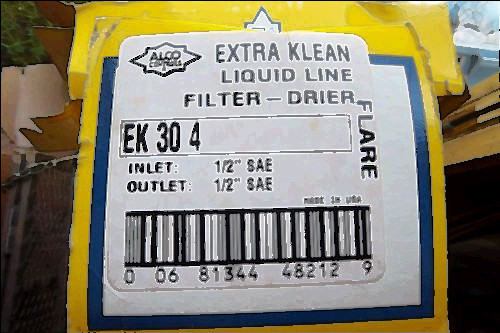 ALCO
CONTROLS
EXTRA KLEAN
LIQUID LINE
FILTER - DRIER
FLARE
EK 30 4
INLET: 1/2" SAE
OUTLET: 1/2" SAE
MADE IN USA
0 06 81344 48212 9